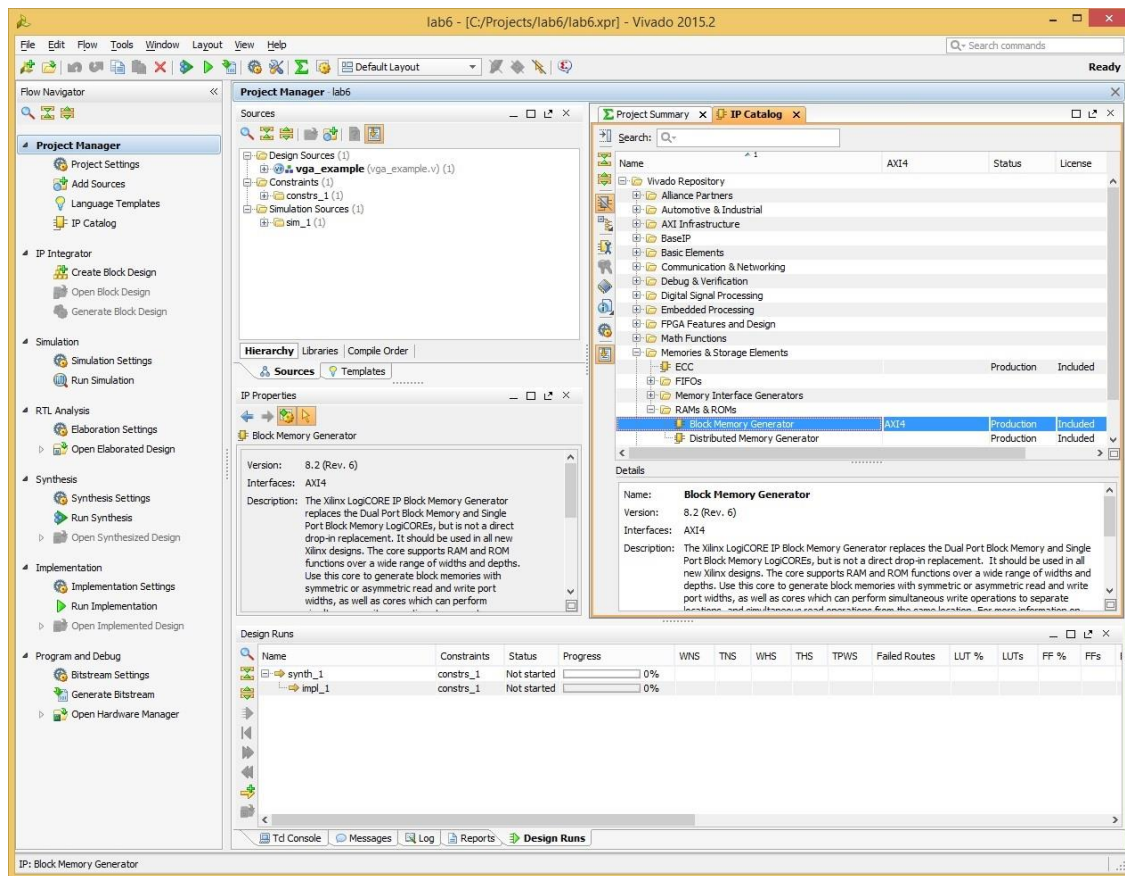 lab6 - [C:/Projects/lab6/lab6.xpr] - Vivado 2015.2
File Edit Flow Tools Window Layout View Help
Search commands
Default Layout
Ready
Flow Navigator
Project Manager
Project Settings
Add Sources
Language Templates
IP Catalog
IP Integrator
Create Block Design
Open Block Design
Generate Block Design
Simulation
Simulation Settings
Run Simulation
RTL Analysis
Elaboration Settings
Open Elaborated Design
Synthesis
Synthesis Settings
Run Synthesis
Open Synthesized Design
Implementation
Implementation Settings
Run Implementation
Open Implemented Design
Program and Debug
Bitstream Settings
Generate Bitstream
Open Hardware Manager
Project Manager - lab6
Sources
Design Sources (1)
vga_example (vga_example.v) (1)
Constraints (1)
constrs_1 (1)
Simulation Sources (1)
sim_1 (1)
Hierarchy Libraries Compile Order
Sources Templates
IP Properties
Block Memory Generator
Version: 8.2 (Rev. 6)
Interfaces: AXI4
Description: The Xilinx LogiCORE IP Block Memory Generator
replaces the Dual Port Block Memory and Single
Port Block Memory LogiCOREs, but is not a direct
drop-in replacement. It should be used in all new
Xilinx designs. The core supports RAM and ROM
functions over a wide range of widths and depths.
Use this core to generate block memories with
symmetric or asymmetric read and write port
widths, as well as cores which can perform
Project Summary IP Catalog
Search:
Name 1 AXI4 Status License
Vivado Repository
Alliance Partners
Automotive & Industrial
AXI Infrastructure
BaseIP
Basic Elements
Communication & Networking
Debug & Verification
Digital Signal Processing
Embedded Processing
FPGA Features and Design
Math Functions
Memories & Storage Elements
ECC Production Included
FIFOs
Memory Interface Generators
RAMs & ROMs
Block Memory Generator AXI4 Production Included
Distributed Memory Generator Production Included
Details
Name: Block Memory Generator
Version: 8.2 (Rev. 6)
Interfaces: AXI4
Description: The Xilinx LogiCORE IP Block Memory Generator replaces the Dual Port Block Memory and Single
Port Block Memory LogiCOREs, but is not a direct drop-in replacement. It should be used in all
new Xilinx designs. The core supports RAM and ROM functions over a wide range of widths and
depths. Use this core to generate block memories with symmetric or asymmetric read and write
port widths, as well as cores which can perform simultaneous write operations to separate
locations, and simultaneous read operations from the same location. For more information on
Design Runs
Name Constraints Status Progress WNS TNS WHS THS TPWS Failed Routes LUT % LUTs FF % FFs
synth_1 constrs_1 Not started 0%
impl_1 constrs_1 Not started 0%
Tcl Console Messages Log Reports Design Runs
IP: Block Memory Generator